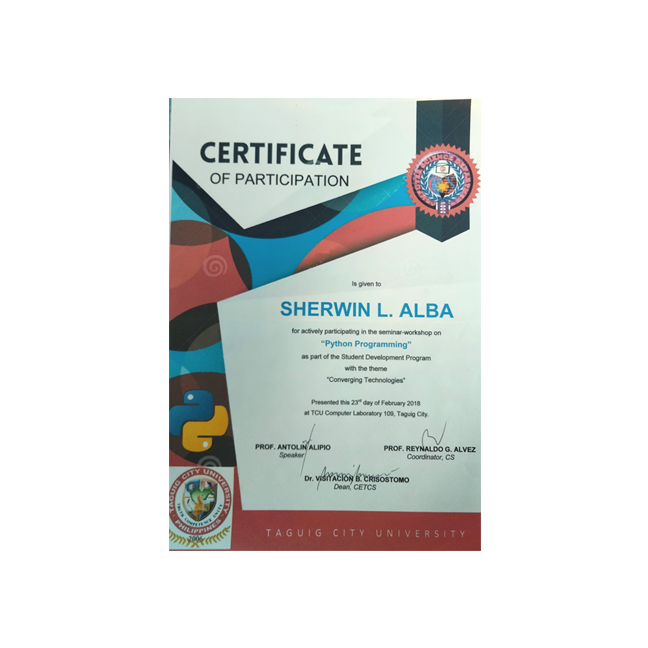 CERTIFICATE
OF PARTICIPATION
Is given to
SHERWIN L. ALBA
for actively participating in the seminar-workshop on
"Python Programming"
as part of the Student Development Program
with the theme
"Converging Technologies"
Presented this 23rd day of February 2018
at TCU Computer Laboratory 109, Taguig City.
PROF. ANTOLIN ALIPIO
Speaker
PROF. REYNALDO G. ALVEZ
Coordinator, CS
Dr. VISITACION B. CRISOSTOMO
Dean, CETCS
TAGUIG CITY UNIVERSITY
PHILIPPINES
2006
TAGUIG CITY UNIVERSITY